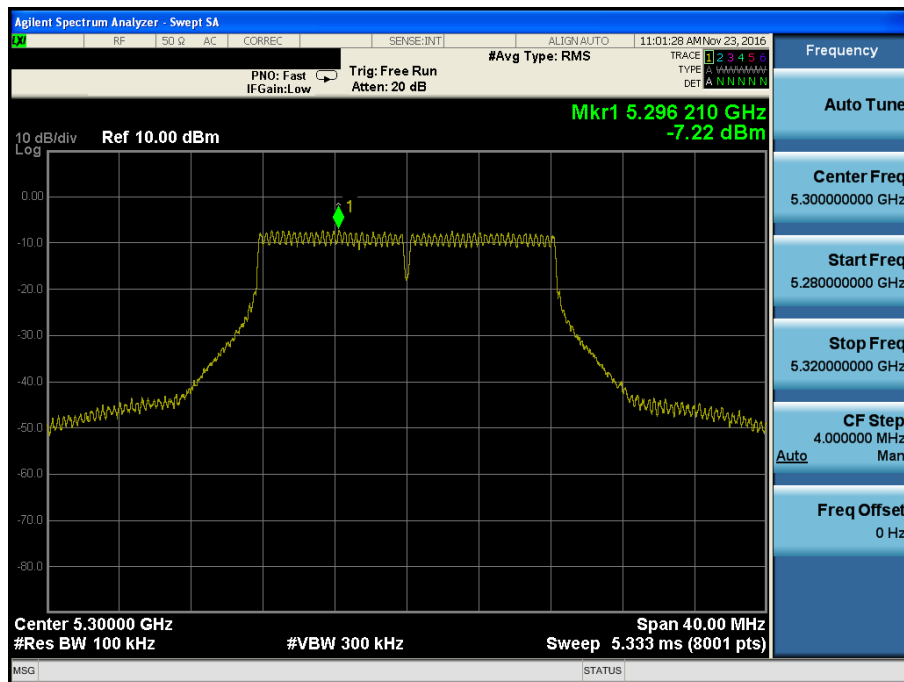 Agilent Spectrum Analyzer - Swept SA
LXI RF 50 Ω AC CORREC SENSE:INT ALIGN AUTO 11:01:28 AM Nov 23, 2016
#Avg Type: RMS TRACE 1 2 3 4 5 6
PNO: Fast Trig: Free Run TYPE A WWWWWW
IFGain:Low Atten: 20 dB DET A N N N N N
Mkr1 5.296 210 GHz
-7.22 dBm
10 dB/div Ref 10.00 dBm
Log
1
0.00
-10.0
-20.0
-30.0
-40.0
-50.0
-60.0
-70.0
-80.0
Center 5.30000 GHz Span 40.00 MHz
#Res BW 100 kHz #VBW 300 kHz Sweep 5.333 ms (8001 pts)
MSG STATUS
Frequency
Auto Tune
Center Freq
5.300000000 GHz
Start Freq
5.280000000 GHz
Stop Freq
5.320000000 GHz
CF Step
4.000000 MHz
Auto Man
Freq Offset
0 Hz